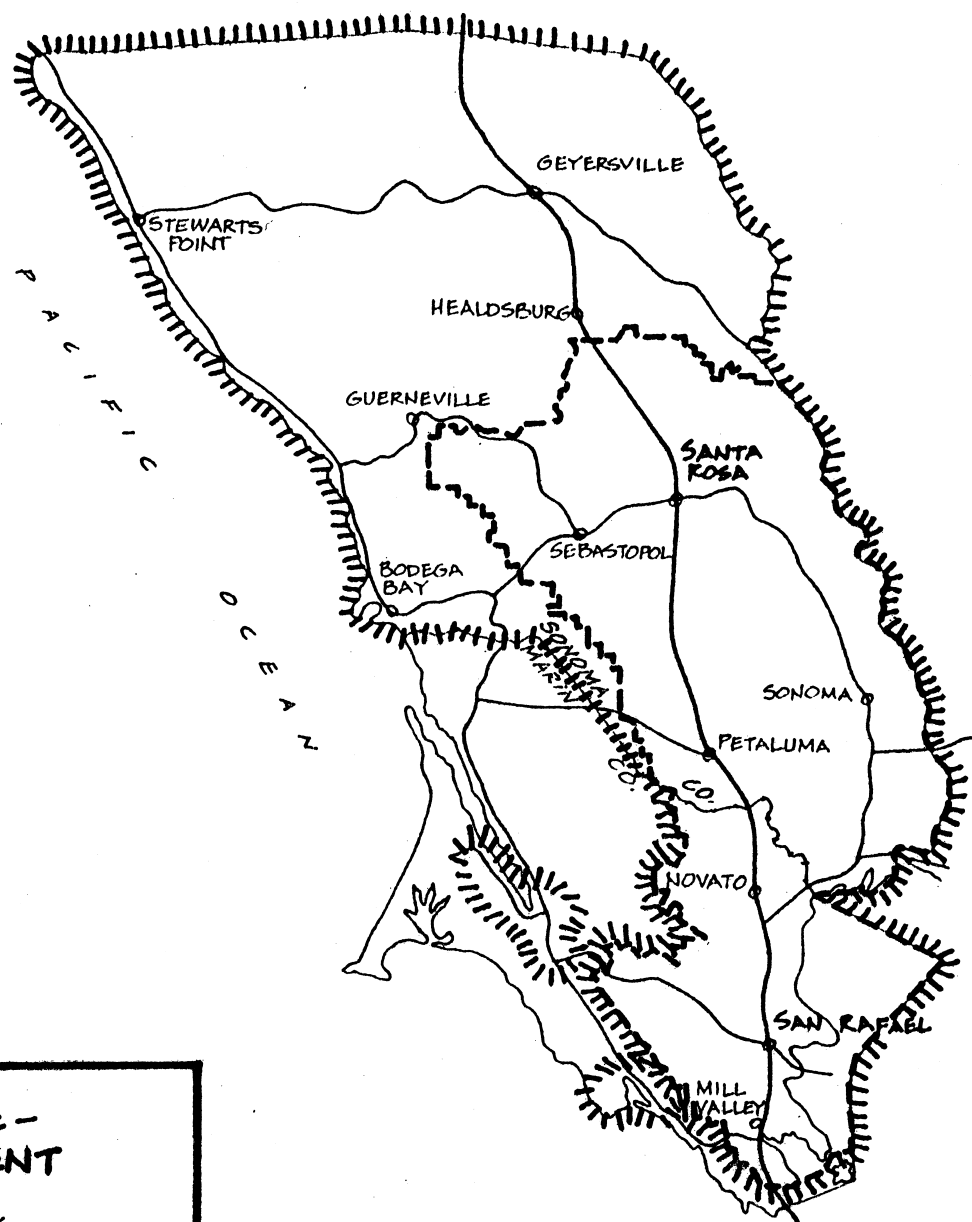 GEYERSVILLE
STEWARTS
POINT
PACIFIC OCEAN
HEALDSBURG
GUERNEVILLE
SANTA
ROSA
SEBASTOPOL
BODEGA
BAY
SONOMA CO.
MARIN CO.
SONOMA
PETALUMA
NOVATO
SAN RAFAEL
MILL
VALLEY
ENT